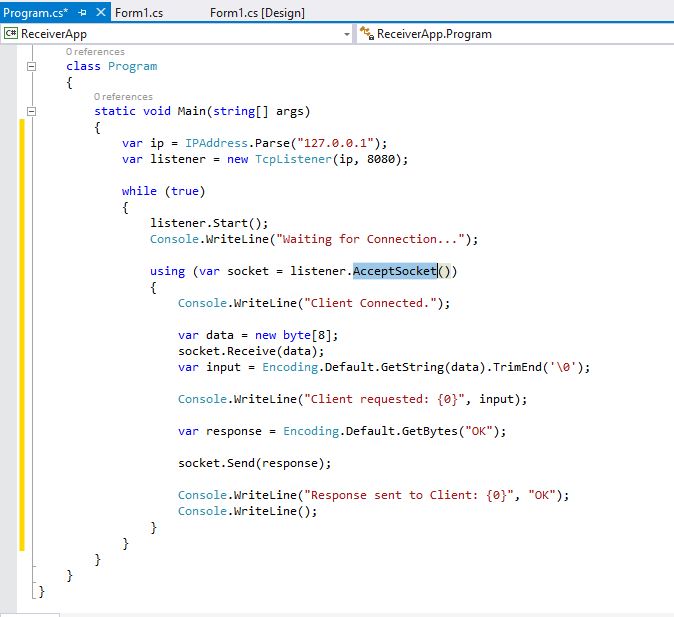 Program.cs* Form1.cs Form1.cs [Design]
C# ReceiverApp ReceiverApp.Program
0 references
class Program
{
0 references
static void Main(string[] args)
{
var ip = IPAddress.Parse("127.0.0.1");
var listener = new TcpListener(ip, 8080);
while (true)
{
listener.Start();
Console.WriteLine("Waiting for Connection...");
using (var socket = listener.AcceptSocket())
{
Console.WriteLine("Client Connected.");
var data = new byte[8];
socket.Receive(data);
var input = Encoding.Default.GetString(data).TrimEnd('\0');
Console.WriteLine("Client requested: {0}", input);
var response = Encoding.Default.GetBytes("OK");
socket.Send(response);
Console.WriteLine("Response sent to Client: {0}", "OK");
Console.WriteLine();
}
}
}
}
}